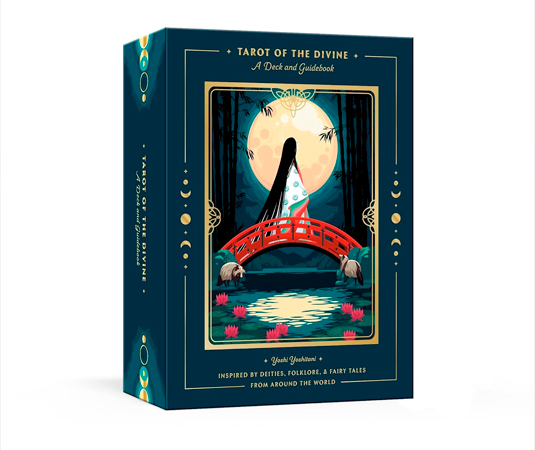 TAROT OF THE DIVINE
A Deck and Guidebook
Yoshi Yoshitani
INSPIRED BY DEITIES, FOLKLORE, & FAIRY TALES
FROM AROUND THE WORLD
TAROT OF THE DIVINE
A Deck and Guidebook